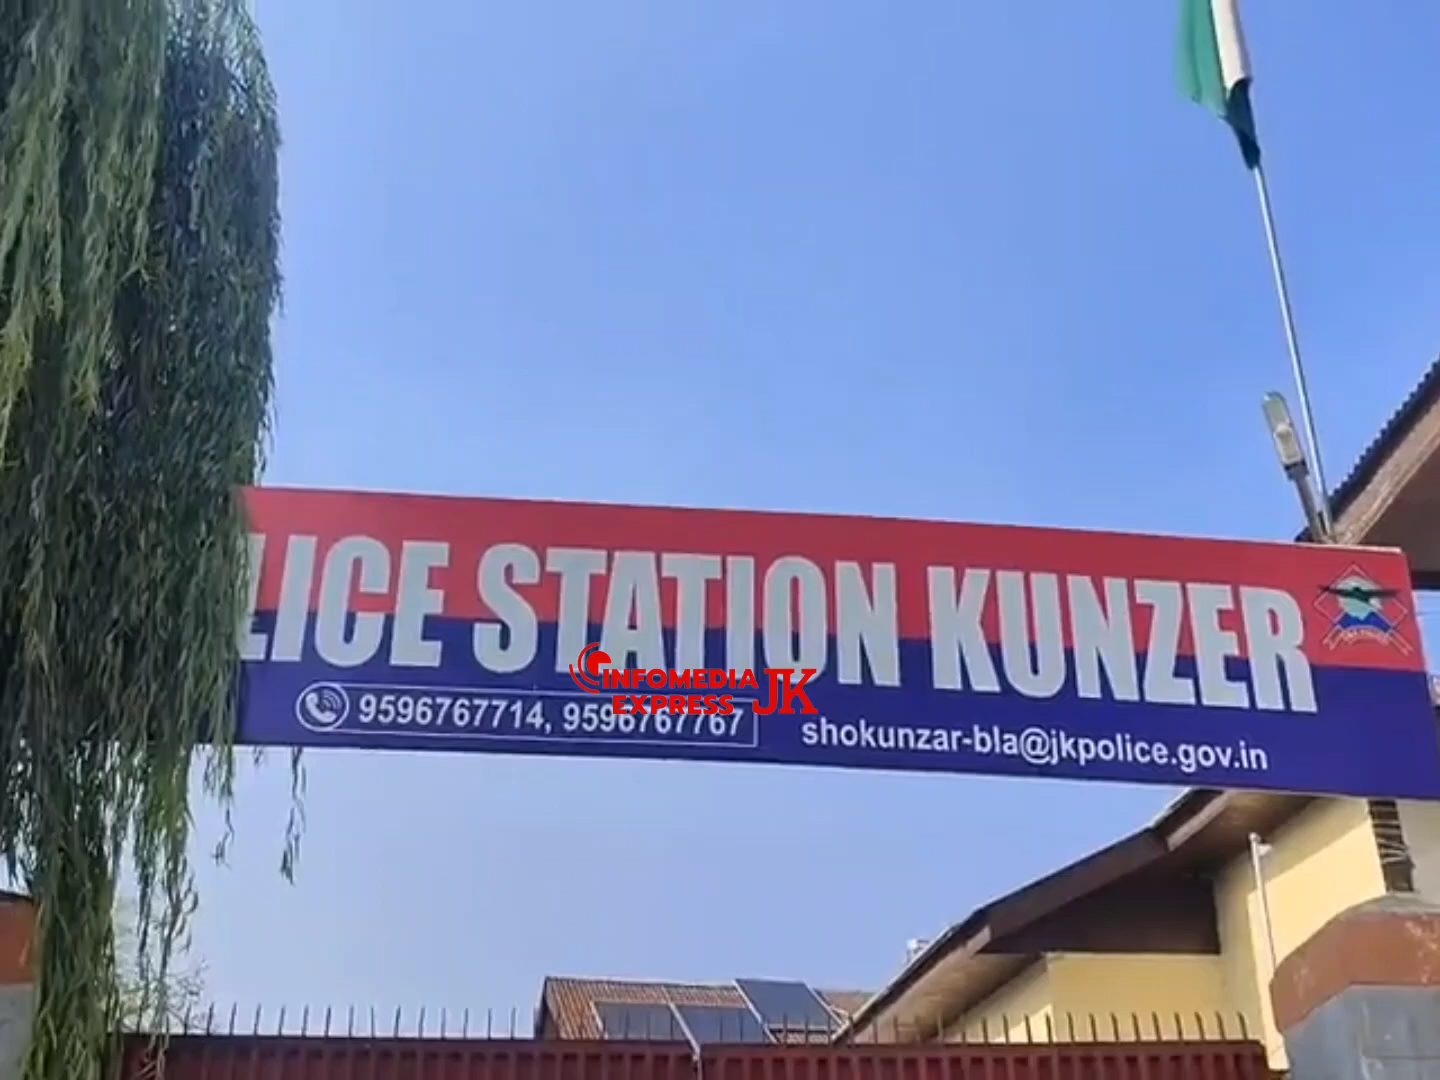 LICE STATION KUNZER
9596767714, 9596767767
shokunzar-bla@jkpolice.gov.in
INFOMEDIA
EXPRESS JK